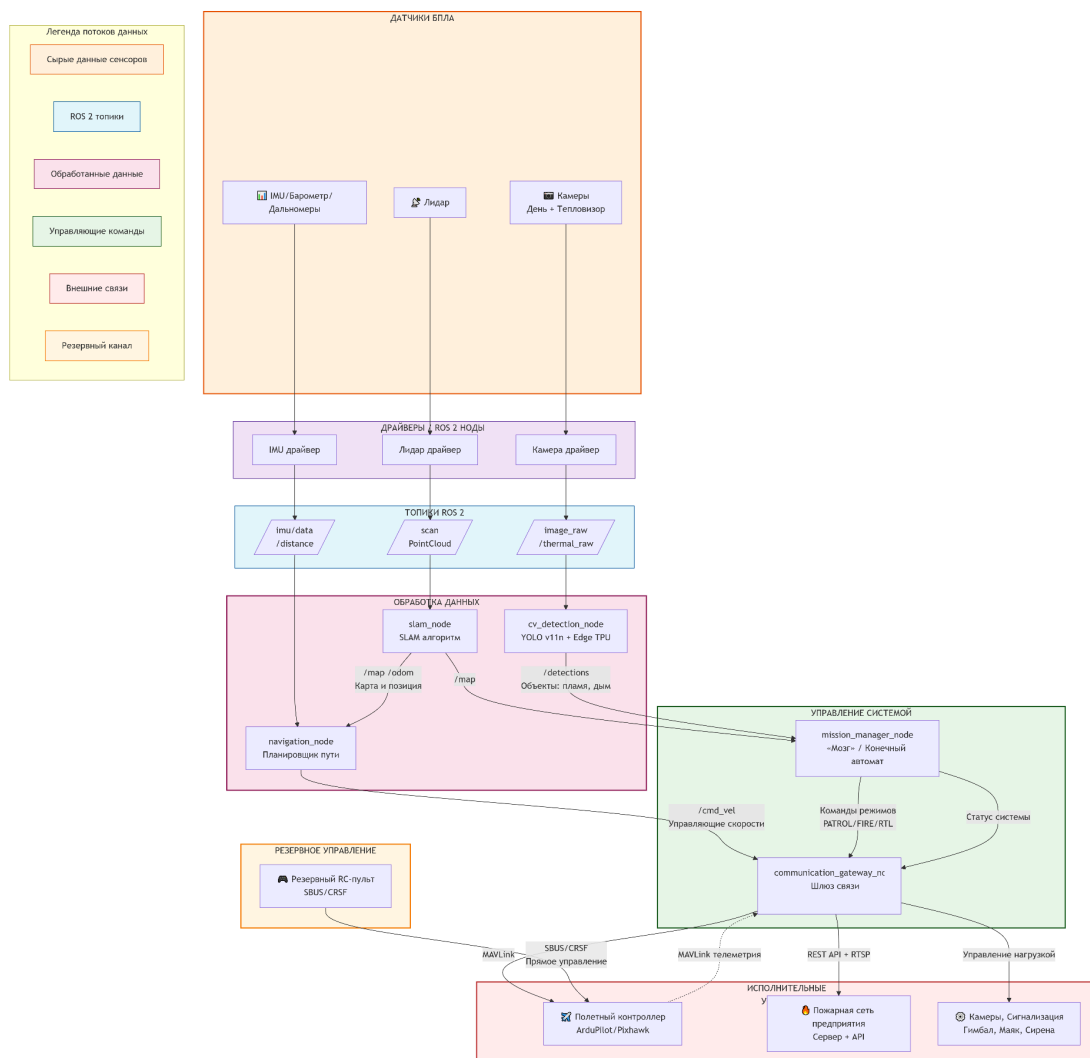 Легенда потоков данных
Сырые данные сенсоров
ROS 2 топики
Обработанные данные
Управляющие команды
Внешние связи
Резервный канал
ДАТЧИКИ БПЛА
IMU/Барометр/
Дальномеры
Лидар
Камеры
День + Тепловизор
ДРАЙВЕРЫ / ROS 2 НОДЫ
IMU драйвер
Лидар драйвер
Камера драйвер
ТОПИКИ ROS 2
imu/data
/distance
scan
PointCloud
image_raw
/thermal_raw
ОБРАБОТКА ДАННЫХ
slam_node
SLAM алгоритм
cv_detection_node
YOLO v11n + Edge TPU
/map /odom
Карта и позиция
/map
/detections
Объекты: пламя, дым
navigation_node
Планировщик пути
УПРАВЛЕНИЕ СИСТЕМОЙ
mission_manager_node
«Мозг» / Конечный
автомат
/cmd_vel
Управляющие скорости
Команды режимов
PATROL/FIRE/RTL
Статус системы
communication_gateway_nc
Шлюз связи
РЕЗЕРВНОЕ УПРАВЛЕНИЕ
Резервный RC-пульт
SBUS/CRSF
MAVLink
SBUS/CRSF
Прямое управление
MAVLink телеметрия
REST API + RTSP
Управление нагрузкой
ИСПОЛНИТЕЛЬНЫЕ
Полетный контроллер
ArduPilot/Pixhawk
Пожарная сеть
предприятия
Сервер + API
Камеры, Сигнализация
Гимбал, Маяк, Сирена